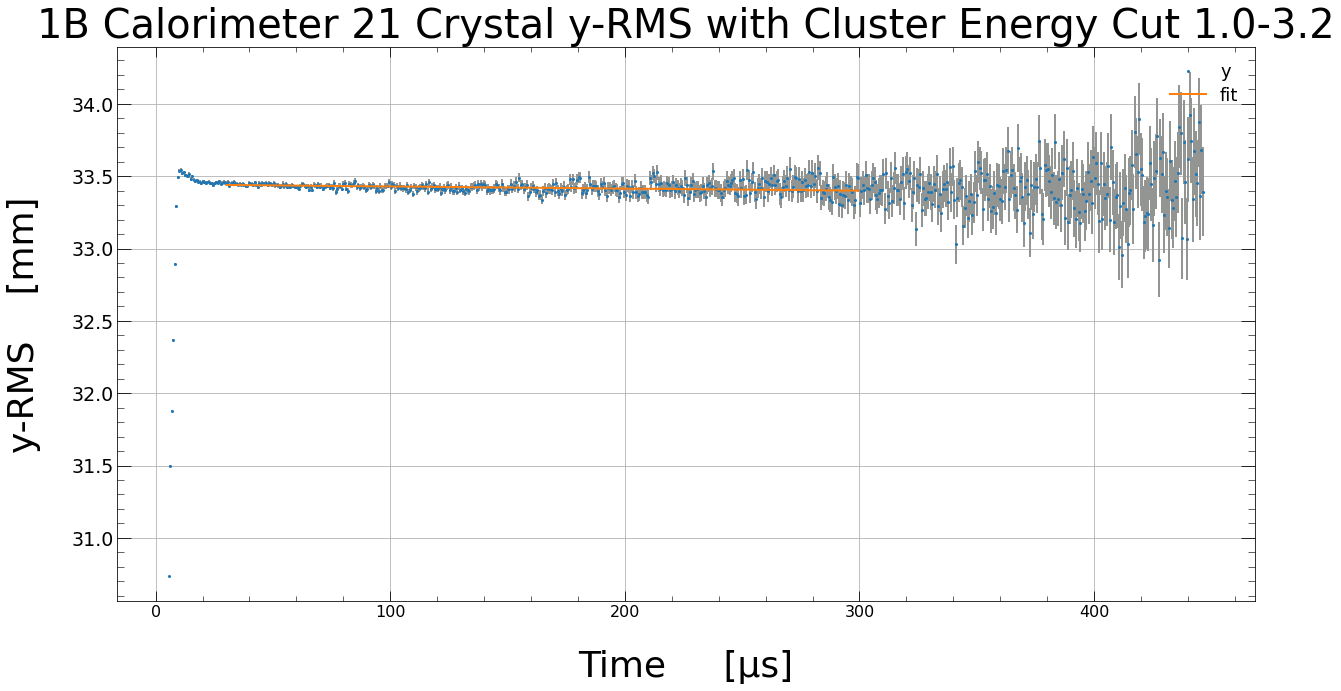 1B Calorimeter 21 Crystal y-RMS with Cluster Energy Cut 1.0-3.2
y
fit
34.0
33.5
33.0
32.5
32.0
31.5
31.0
y-RMS [mm]
0 100 200 300 400
Time [µs]